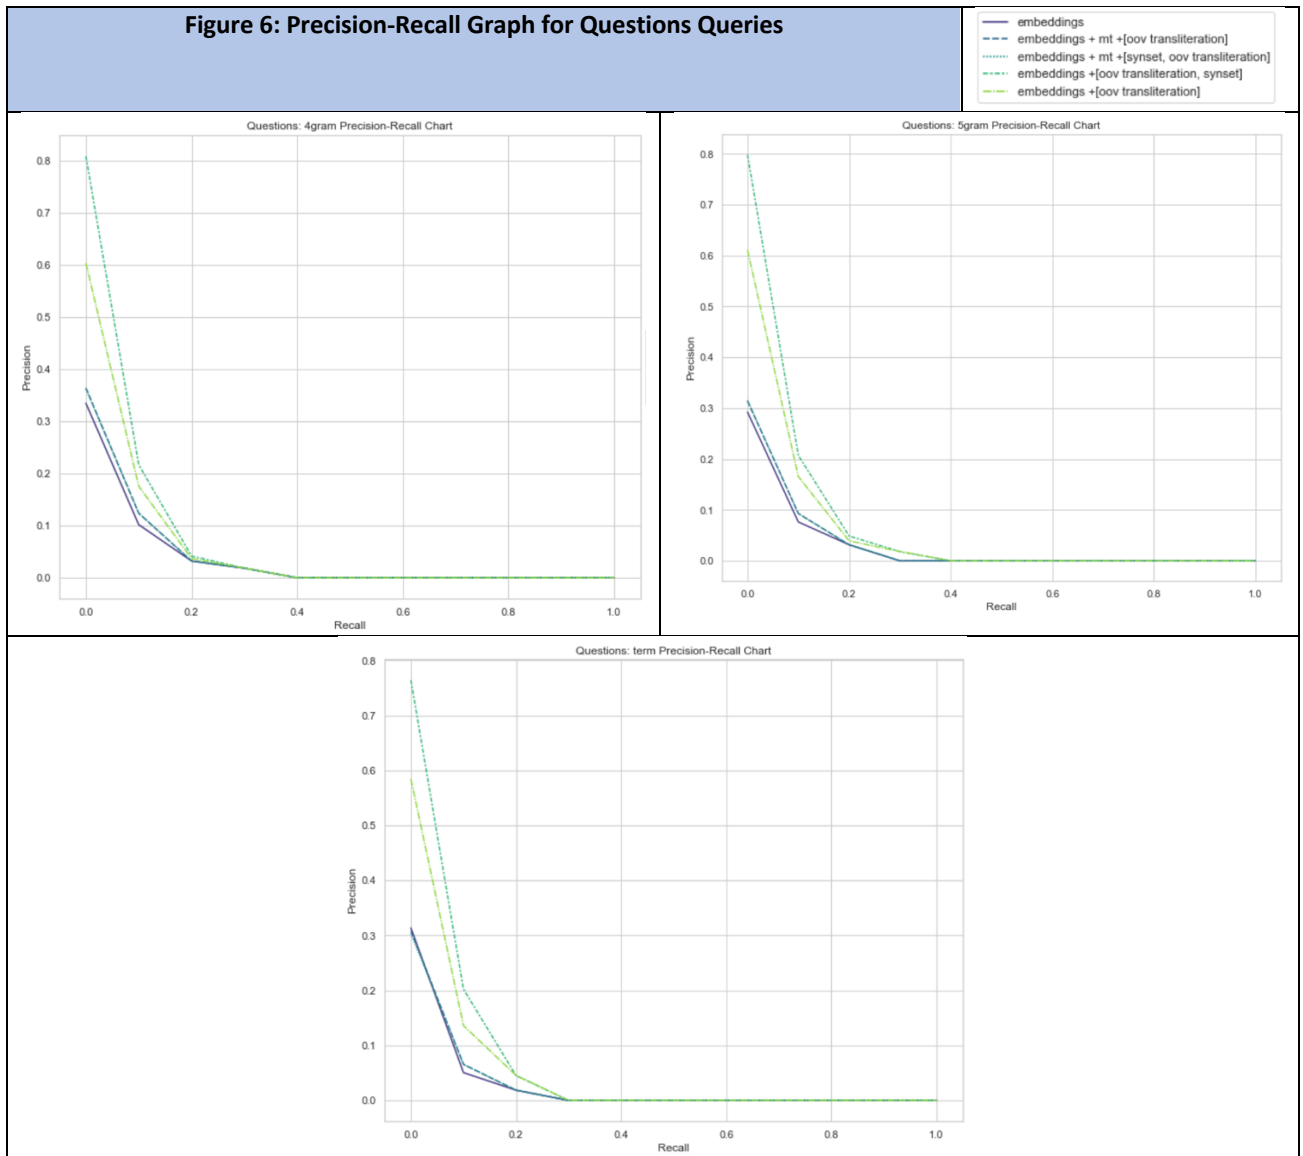 Figure 6: Precision-Recall Graph for Questions Queries
embeddings
embeddings + mt +[oov transliteration]
embeddings + mt +[synset, oov transliteration]
embeddings +[oov transliteration, synset]
embeddings +[oov transliteration]
Questions: 4gram Precision-Recall Chart
0.8
0.7
0.6
0.5
0.4
0.3
0.2
0.1
0.0
Precision
0.0 0.2 0.4 0.6 0.8 1.0
Recall
Questions: 5gram Precision-Recall Chart
0.8
0.7
0.6
0.5
0.4
0.3
0.2
0.1
0.0
Precision
0.0 0.2 0.4 0.6 0.8 1.0
Recall
Questions: term Precision-Recall Chart
0.8
0.7
0.6
0.5
0.4
0.3
0.2
0.1
0.0
Precision
0.0 0.2 0.4 0.6 0.8 1.0
Recall